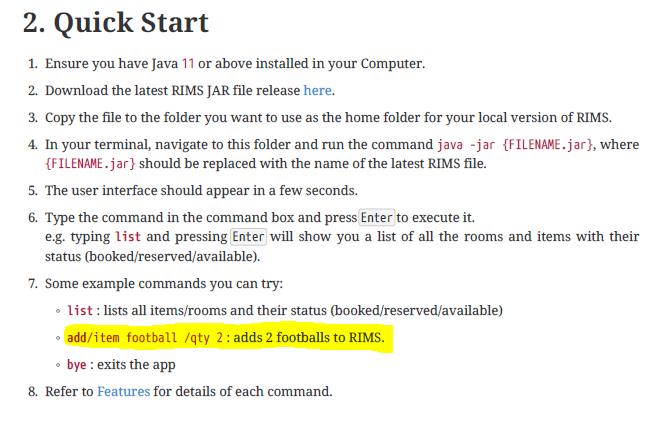 2. Quick Start
1. Ensure you have Java 11 or above installed in your Computer.
2. Download the latest RIMS JAR file release here.
3. Copy the file to the folder you want to use as the home folder for your local version of RIMS.
4. In your terminal, navigate to this folder and run the command java -jar {FILENAME.jar}, where
{FILENAME.jar} should be replaced with the name of the latest RIMS file.
5. The user interface should appear in a few seconds.
6. Type the command in the command box and press Enter to execute it.
e.g. typing list and pressing Enter will show you a list of all the rooms and items with their
status (booked/reserved/available).
7. Some example commands you can try:
◦ list : lists all items/rooms and their status (booked/reserved/available)
◦ add/item football /qty 2 : adds 2 footballs to RIMS.
◦ bye : exits the app
8. Refer to Features for details of each command.